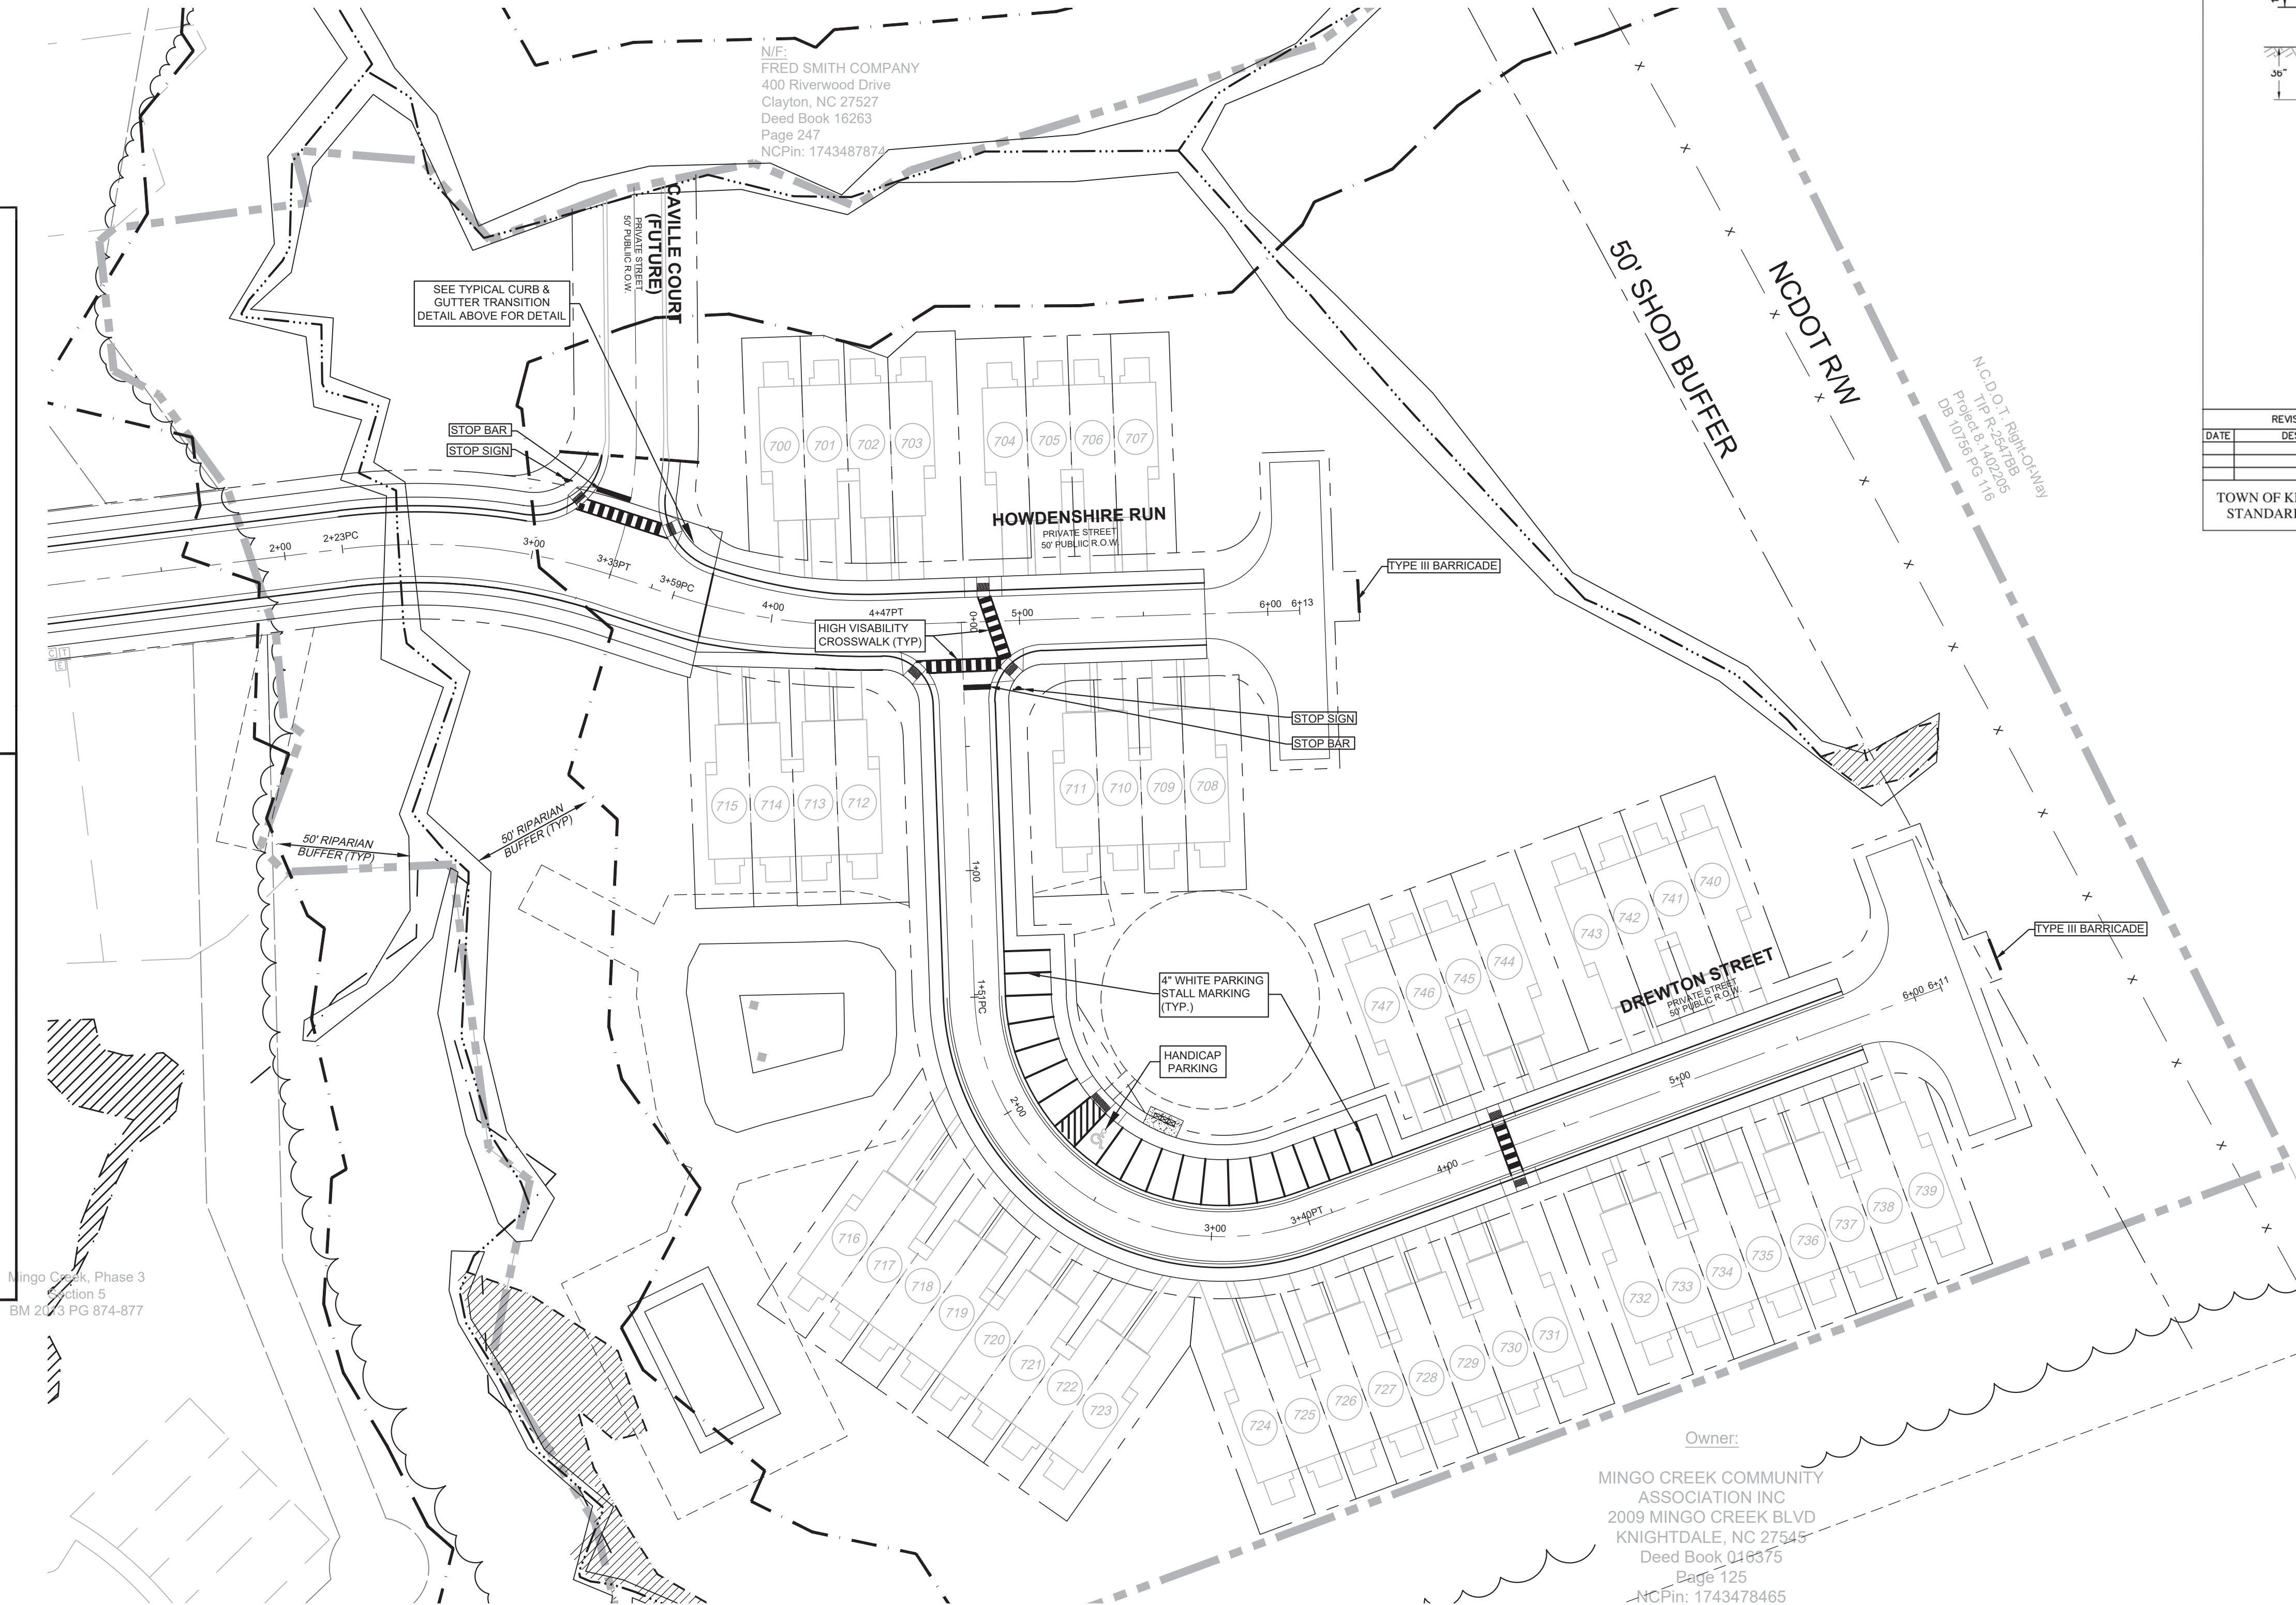 N/F:
FRED SMITH COMPANY
400 Riverwood Drive
Clayton, NC 27527
Deed Book 16263
Page 247
NCPin: 1743487874
CAVILLE COURT
(FUTURE)
PRIVATE STREET
50' PUBLIIC R.O.W.
SEE TYPICAL CURB &
GUTTER TRANSITION
DETAIL ABOVE FOR DETAIL
STOP BAR
STOP SIGN
50' SHOD BUFFER
NCDOT R/W
N.C.D.O.T. Right-Of-Way
TIP R-2547BB
Project 8.1402205
DB 10756 PG 116
36"
REVIS
DATE
DES
TOWN OF K
STANDAR
700
701
702
703
704
705
706
707
HOWDENSHIRE RUN
PRIVATE STREET
50' PUBLIIC R.O.W.
TYPE III BARRICADE
2+00
2+23PC
3+00
3+33PT
3+59PC
4+00
4+47PT
0+00
5+00
6+00
6+13
HIGH VISABILITY
CROSSWALK (TYP)
C T
E
STOP SIGN
STOP BAR
715
714
713
712
711
710
709
708
50' RIPARIAN
BUFFER (TYP)
50' RIPARIAN
BUFFER (TYP)
1+00
1+51PC
2+00
3+00
3+40PT
4+00
5+00
6+00
6+11
4" WHITE PARKING
STALL MARKING
(TYP.)
HANDICAP
PARKING
747
746
745
744
743
742
741
740
DREWTON STREET
PRIVATE STREET
50' PUBLIC R.O.W.
TYPE III BARRICADE
716
717
718
719
720
721
722
723
724
725
726
727
728
729
730
731
732
733
734
735
736
737
738
739
Mingo Creek, Phase 3
Section 5
BM 2013 PG 874-877
Owner:
MINGO CREEK COMMUNITY
ASSOCIATION INC
2009 MINGO CREEK BLVD
KNIGHTDALE, NC 27545
Deed Book 016375
Page 125
NCPin: 1743478465